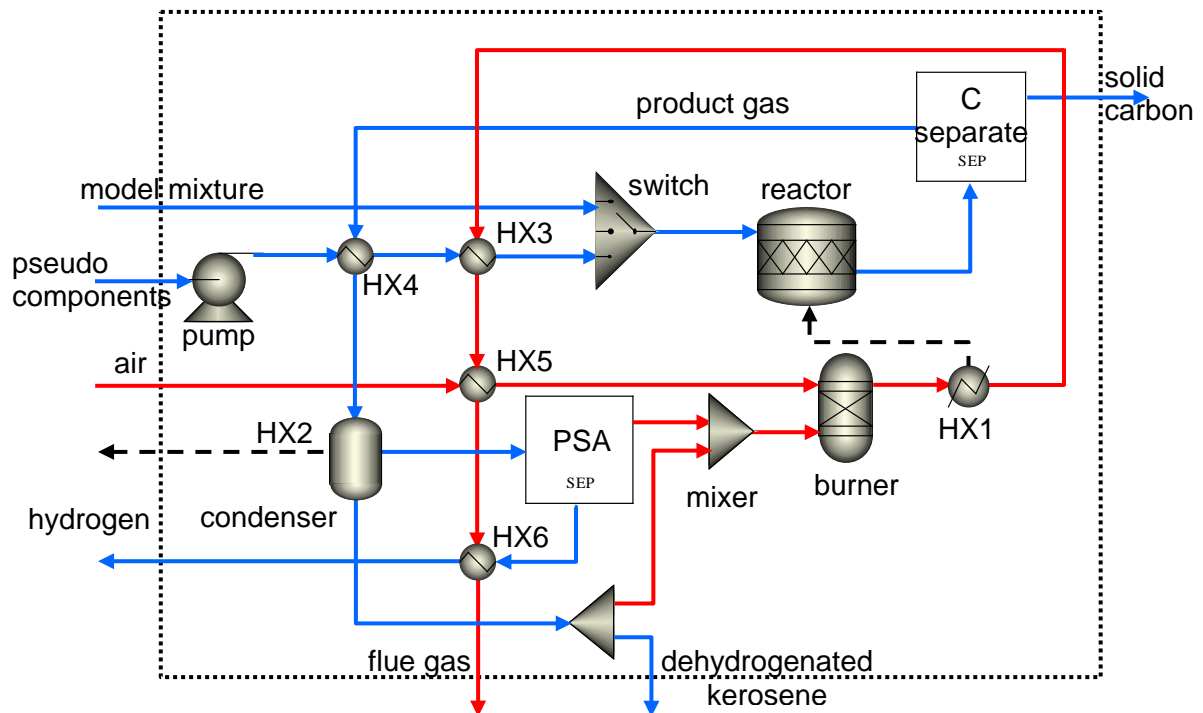 solid
carbon
C
separate
SEP
product gas
model mixture
switch
reactor
HX3
pseudo
components
HX4
pump
air
HX5
HX1
HX2
PSA
SEP
mixer
burner
hydrogen
condenser
HX6
flue gas
dehydrogenated
kerosene